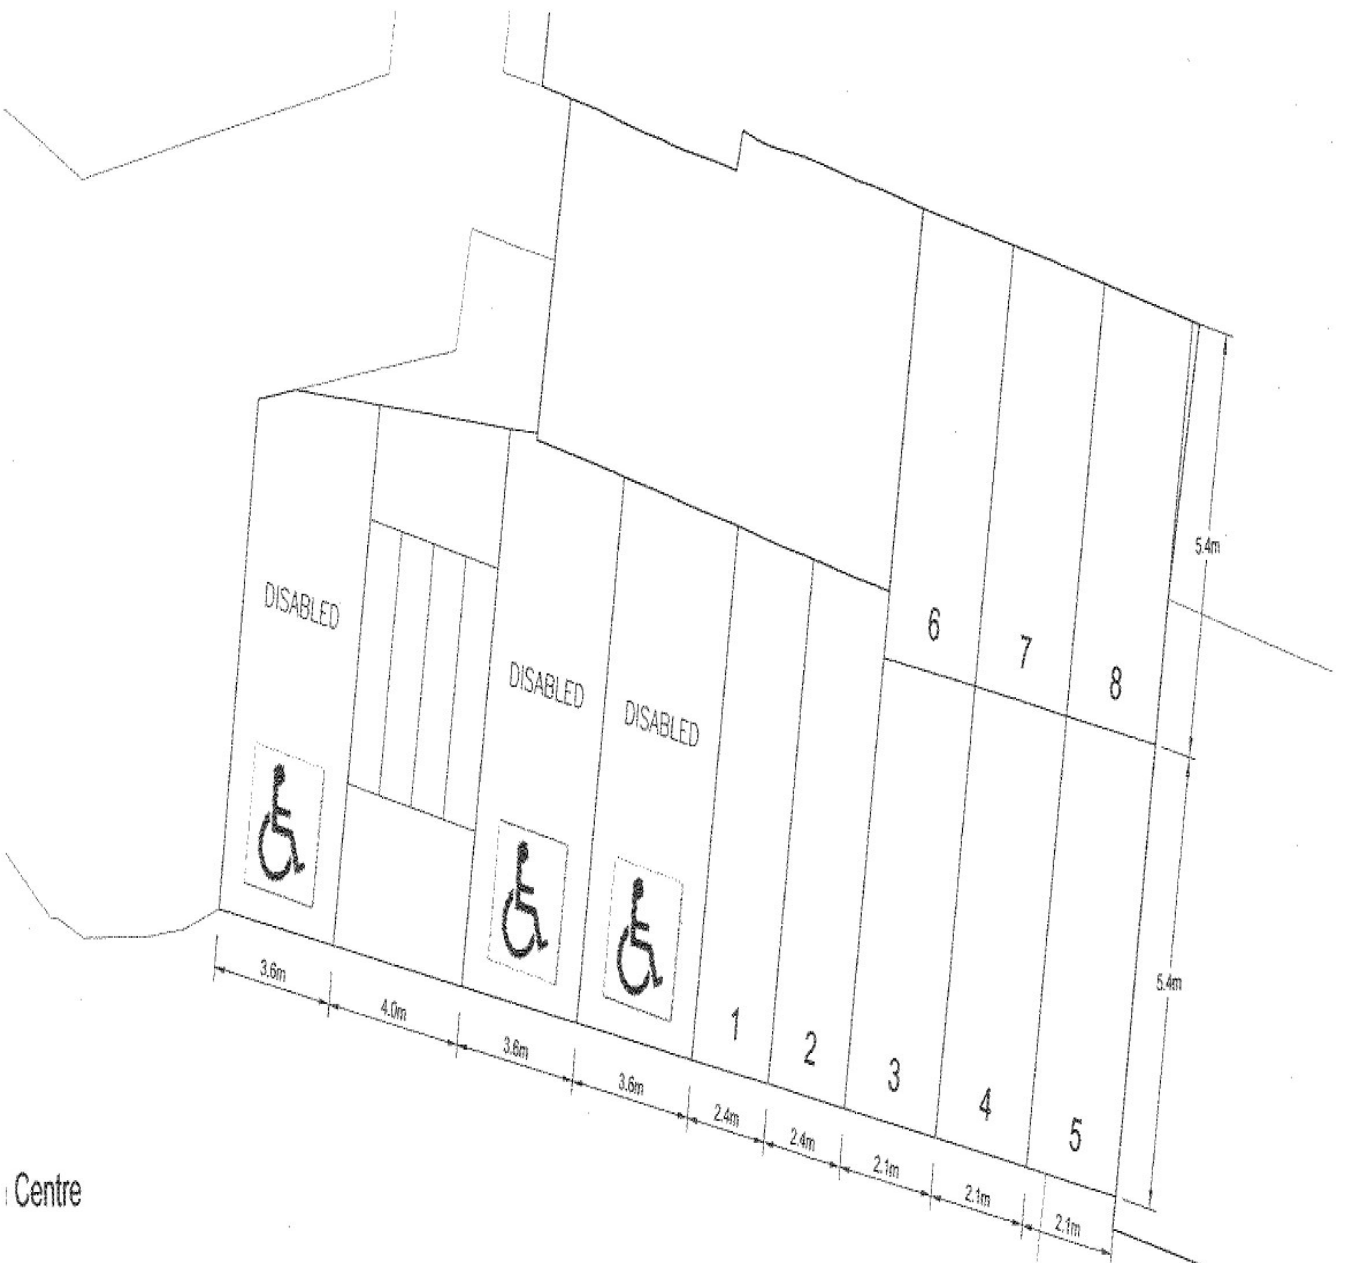 DISABLED
DISABLED
DISABLED
6
7
8
5.4m
5.4m
1
2
3
4
5
3.6m
4.0m
3.6m
3.6m
2.4m
2.4m
2.1m
2.1m
2.1m
Centre